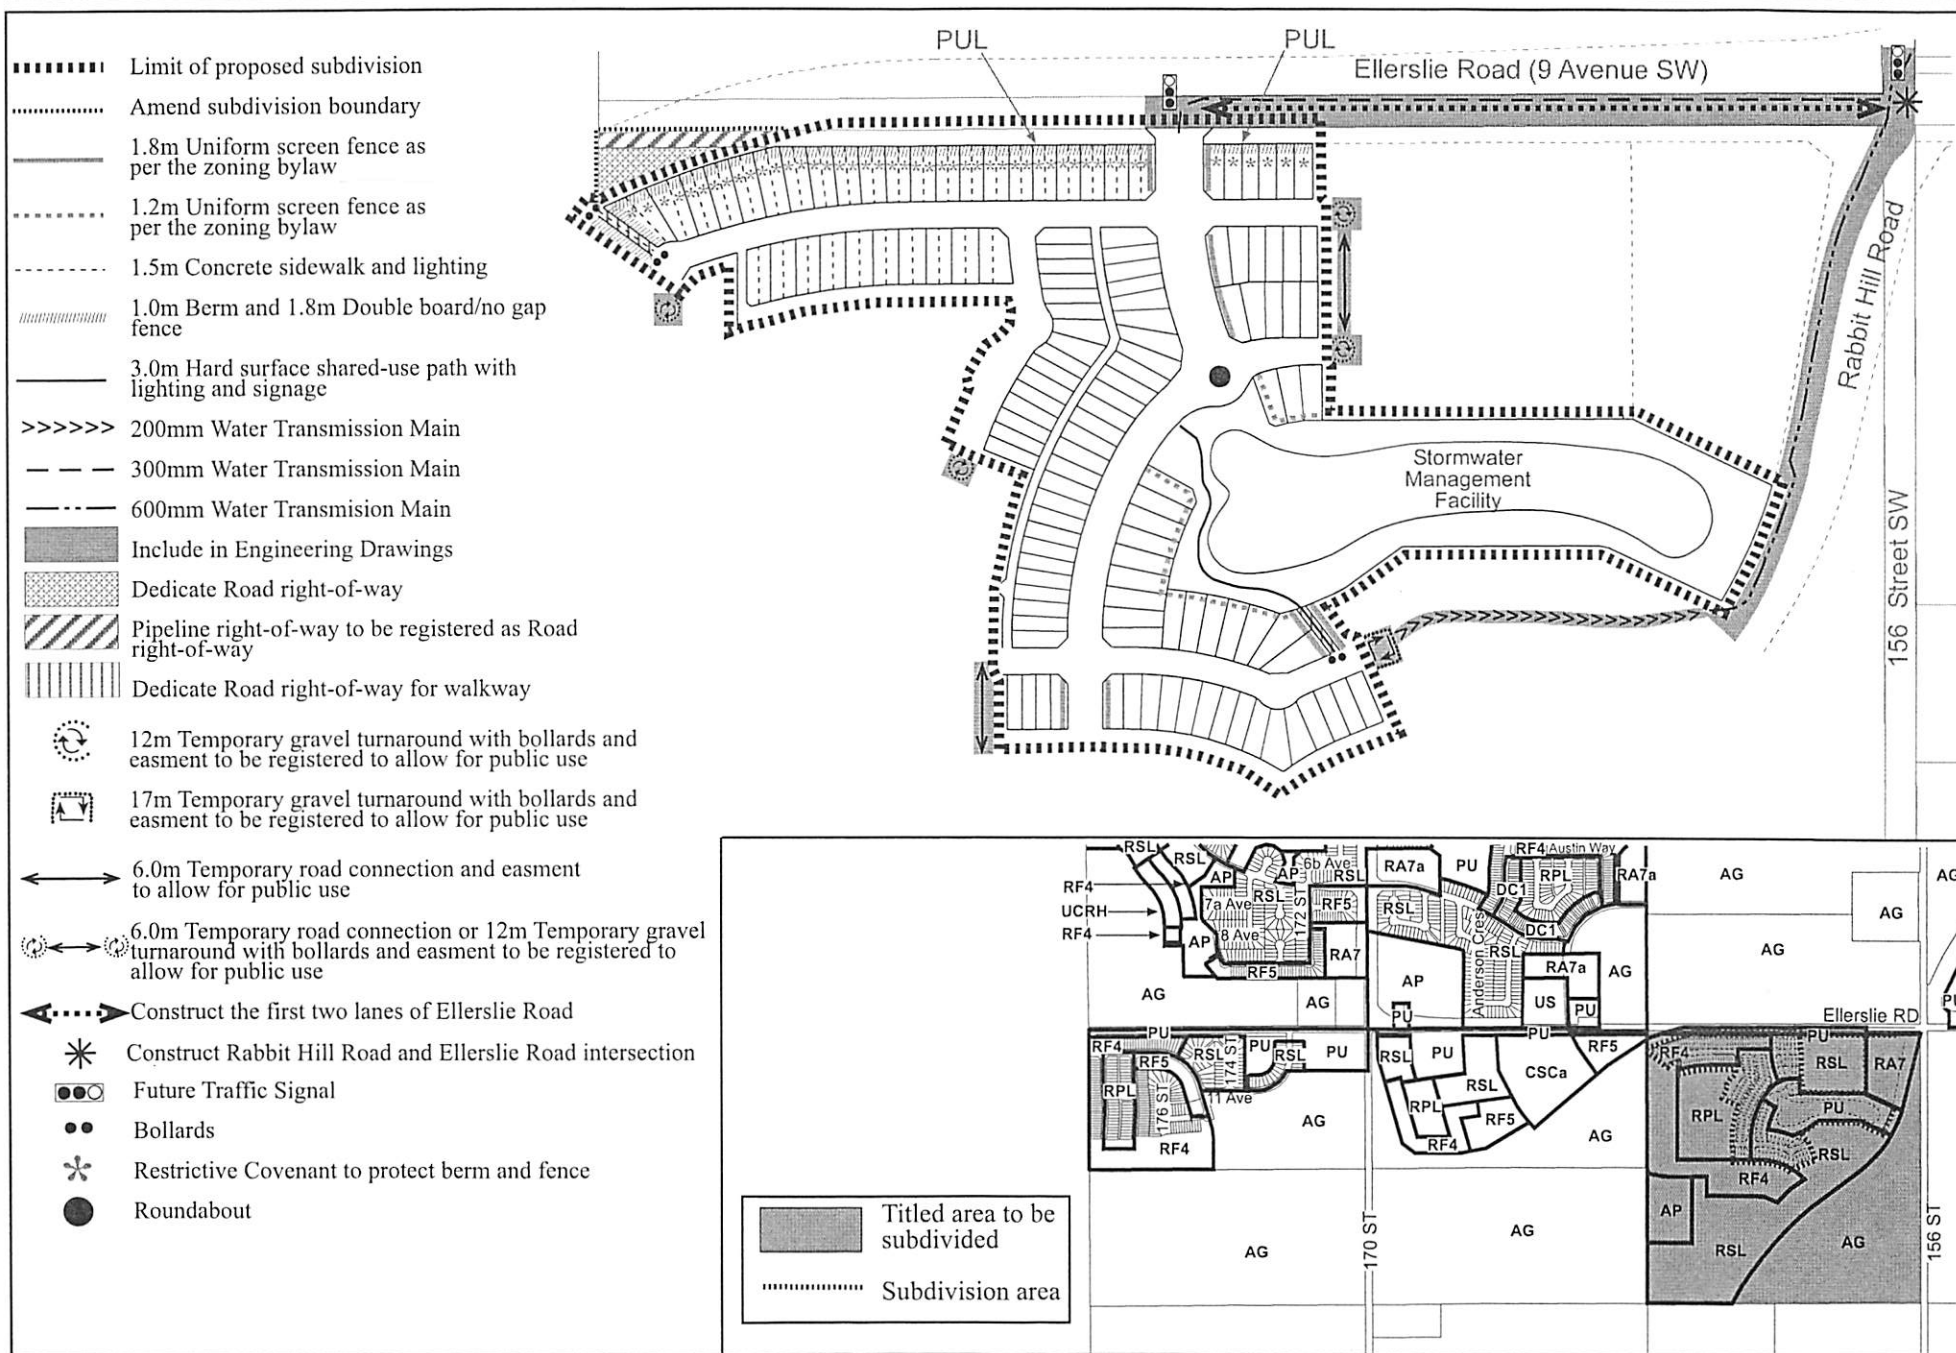 Limit of proposed subdivision
Amend subdivision boundary
1.8m Uniform screen fence as
per the zoning bylaw
1.2m Uniform screen fence as
per the zoning bylaw
1.5m Concrete sidewalk and lighting
1.0m Berm and 1.8m Double board/no gap
fence
3.0m Hard surface shared-use path with
lighting and signage
200mm Water Transmission Main
300mm Water Transmission Main
600mm Water Transmision Main
Include in Engineering Drawings
Dedicate Road right-of-way
Pipeline right-of-way to be registered as Road
right-of-way
Dedicate Road right-of-way for walkway
12m Temporary gravel turnaround with bollards and
easment to be registered to allow for public use
17m Temporary gravel turnaround with bollards and
easment to be registered to allow for public use
6.0m Temporary road connection and easment
to allow for public use
6.0m Temporary road connection or 12m Temporary gravel
turnaround with bollards and easment to be registered to
allow for public use
Construct the first two lanes of Ellerslie Road
Construct Rabbit Hill Road and Ellerslie Road intersection
Future Traffic Signal
Bollards
Restrictive Covenant to protect berm and fence
Roundabout
PUL
PUL
Ellerslie Road (9 Avenue SW)
Rabbit Hill Road
156 Street SW
Stormwater
Management
Facility
RSL
RSL
AP
AP
6b Ave
RSL
RA7a
PU
RF4
Austin Way
RPL
RA7a
AG
AG
RF4
UCRH
RF4
7a Ave
RSL
172 ST
RF5
RSL
DC1
AG
8 Ave
AP
RA7
Anderson Cres
RSL
DC1
AG
RF5
AP
RA7a
AG
AG
AG
US
PU
PU
PU
Ellerslie RD
PU
PU
PU
RF4
RF5
RSL
174 ST
PU
RSL
PU
RSL
PU
RF5
RF4
RSL
RA7
RPL
176 ST
11 Ave
RSL
CSCa
RPL
RF5
RPL
PU
RF4
AG
RF4
AG
RSL
RF4
AP
AG
170 ST
AG
RSL
AG
156 ST
Titled area to be
subdivided
Subdivision area